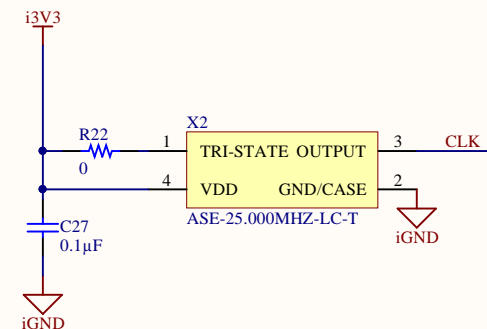 i3V3
X2
R22
1
TRI-STATE OUTPUT
3
CLK
0
4
VDD
GND/CASE
2
ASE-25.000MHZ-LC-T
C27
0.1µF
iGND
iGND